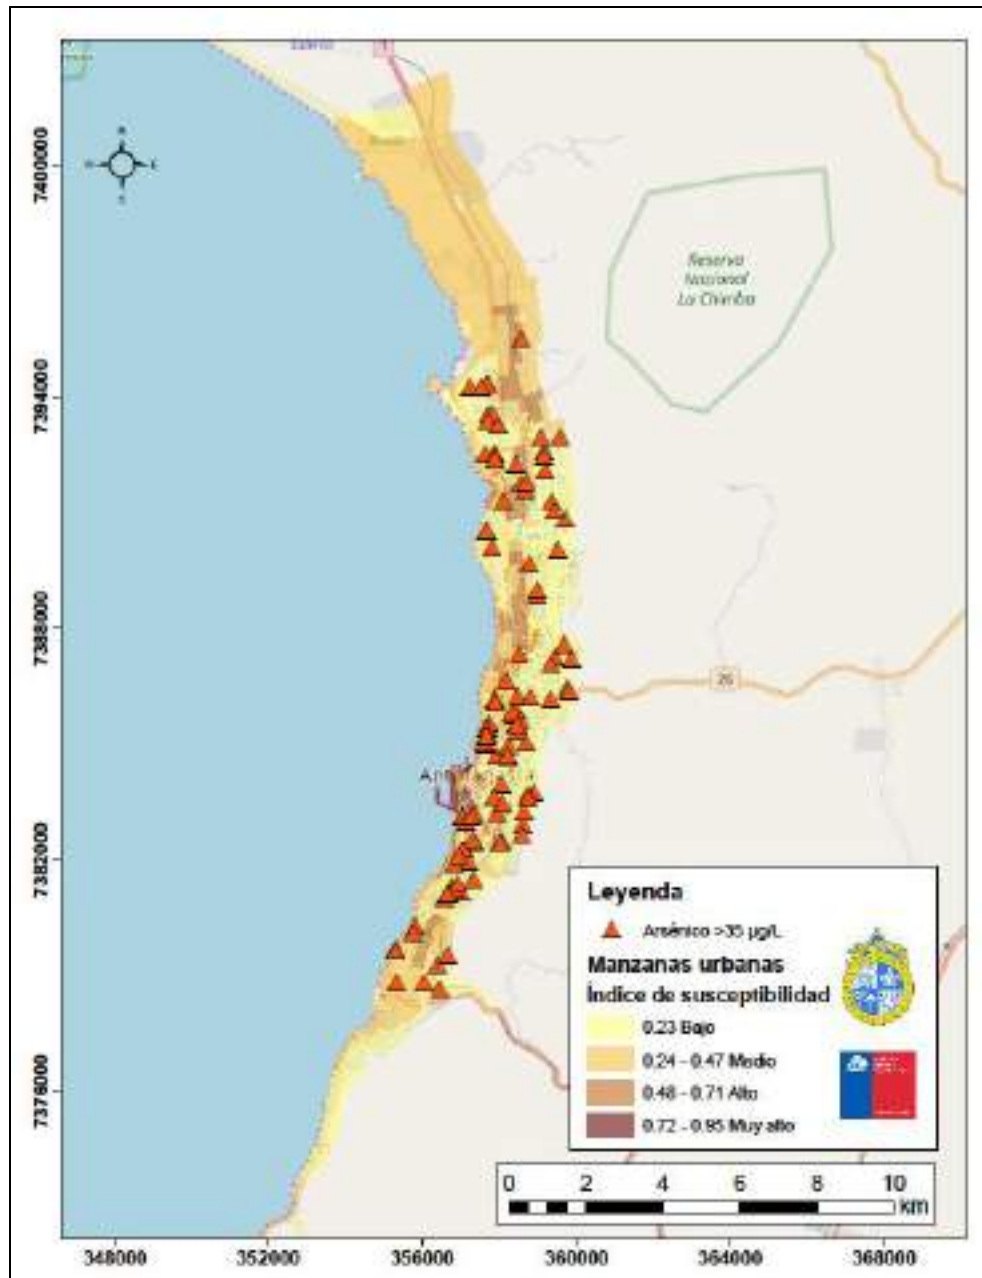 7400000
7394000
7388000
7382000
7376000
Reserva
Nacional
La Chimba
26
Leyenda
Arsénico >35 µg/L
Manzanas urbanas
Índice de susceptibilidad
0.23 Bajo
0.24 - 0.47 Medio
0.48 - 0.71 Alto
0.72 - 0.95 Muy alto
0 2 4 6 8 10
km
348000 352000 356000 360000 364000 368000